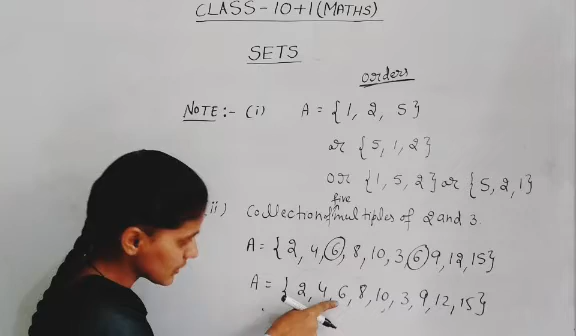 CLASS-10+1(MATHS)
SETS
orders
NOTE:- (i) A = {1, 2, 5}
or {5, 1, 2}
or {1, 5, 2} or {5, 2, 1}
five
ii) Collection of multiples of 2 and 3.
A = {2, 4, 6, 8, 10, 3, 6, 9, 12, 15}
A = {2, 4, 6, 8, 10, 3, 9, 12, 15}